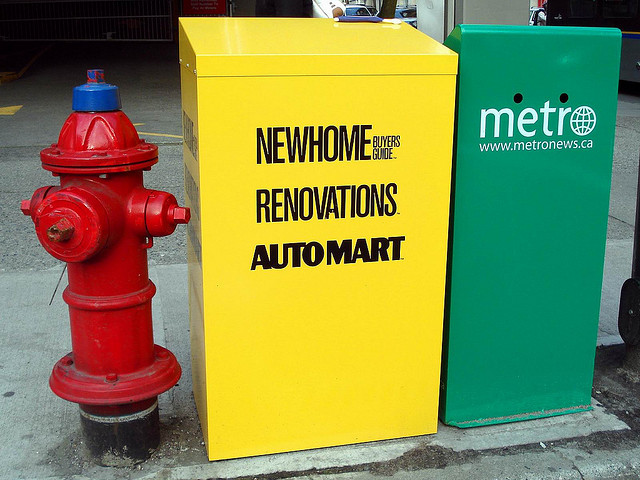 NEWHOME BUYERS GUIDE
RENOVATIONS
AUTOMART
metro
www.metronews.ca